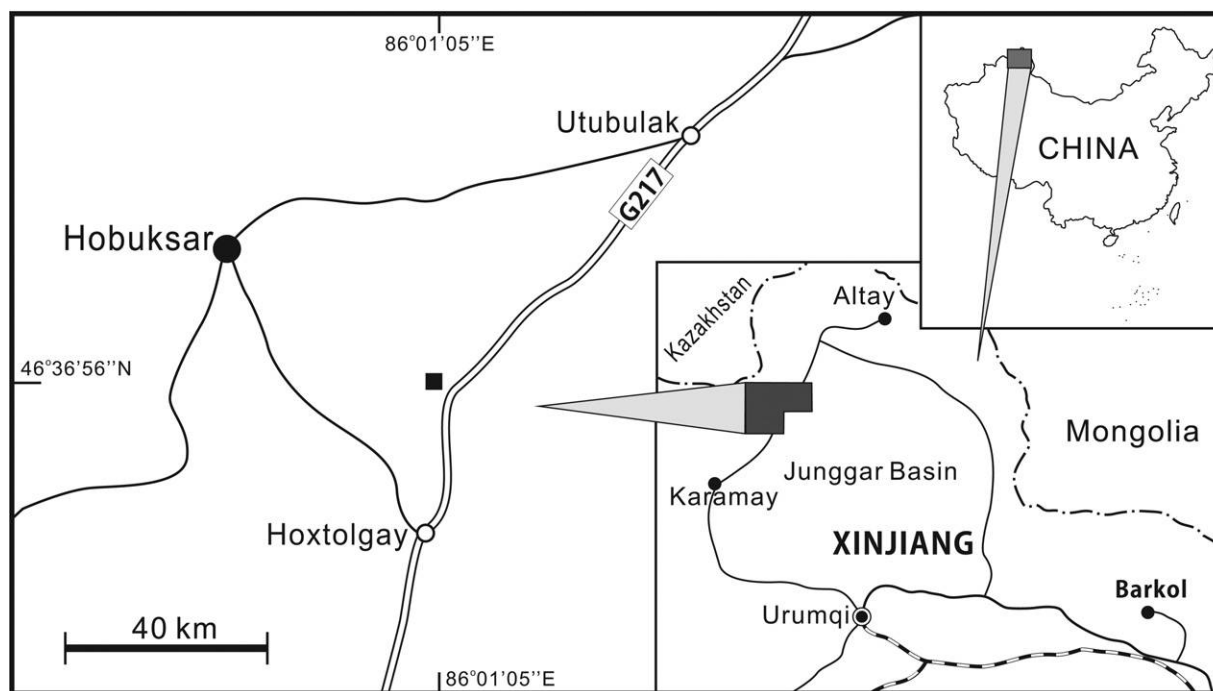 86°01'05''E
Utubulak
G217
Hobuksar
46°36'56''N
Hoxtolgay
40 km
86°01'05''E
CHINA
Kazakhstan
Altay
Mongolia
Junggar Basin
Karamay
XINJIANG
Barkol
Urumqi